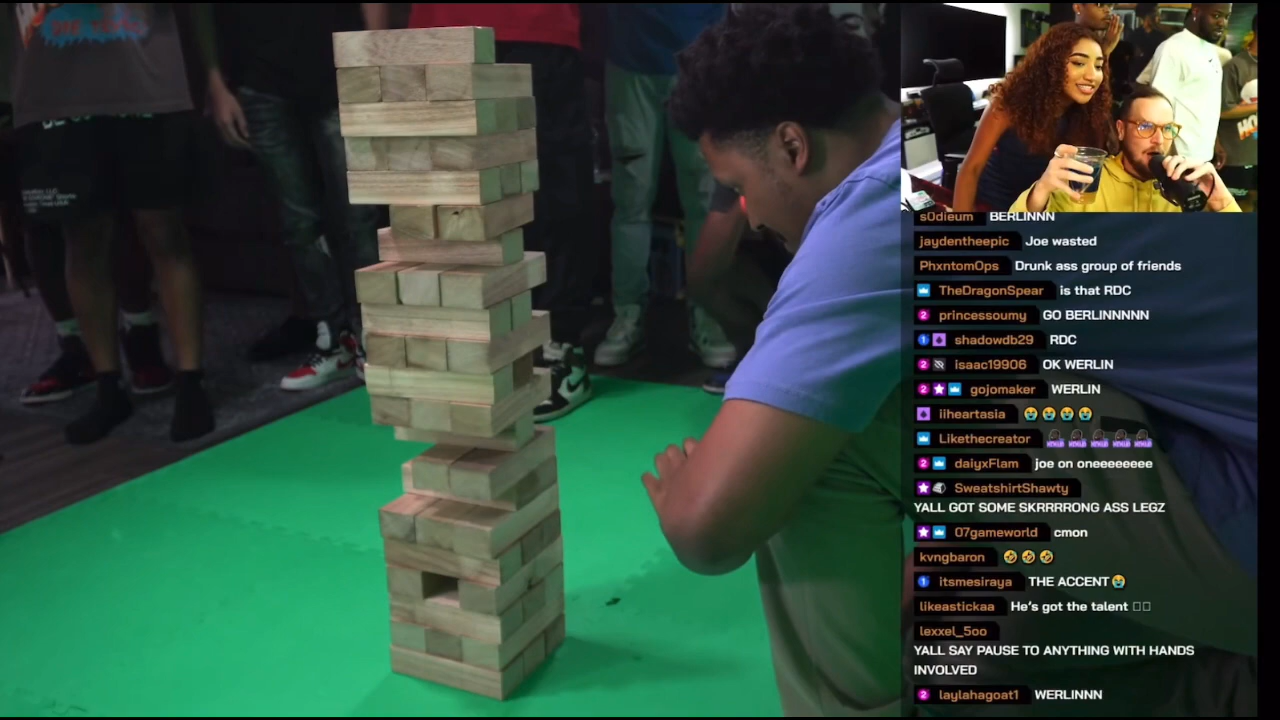 s0dieum BERLINNN
jaydentheepic Joe wasted
PhxntomOps Drunk ass group of friends
TheDragonSpear is that RDC
princessoumy GO BERLINNNNN
shadowdb29 RDC
isaac19906 OK WERLIN
gojomaker WERLIN
iiheartasia 😭 😭 😭 😭
Likethecreator
daiyxFlam joe on oneeeeeeee
SweatshirtShawty
YALL GOT SOME SKRRRRONG ASS LEGZ
07gameworld cmon
kvngbaron 🤣 🤣 🤣
itsmesiraya THE ACCENT 😭
likeastickaa He's got the talent
lexxel_5oo
YALL SAY PAUSE TO ANYTHING WITH HANDS
INVOLVED
laylahagoat1 WERLINNN